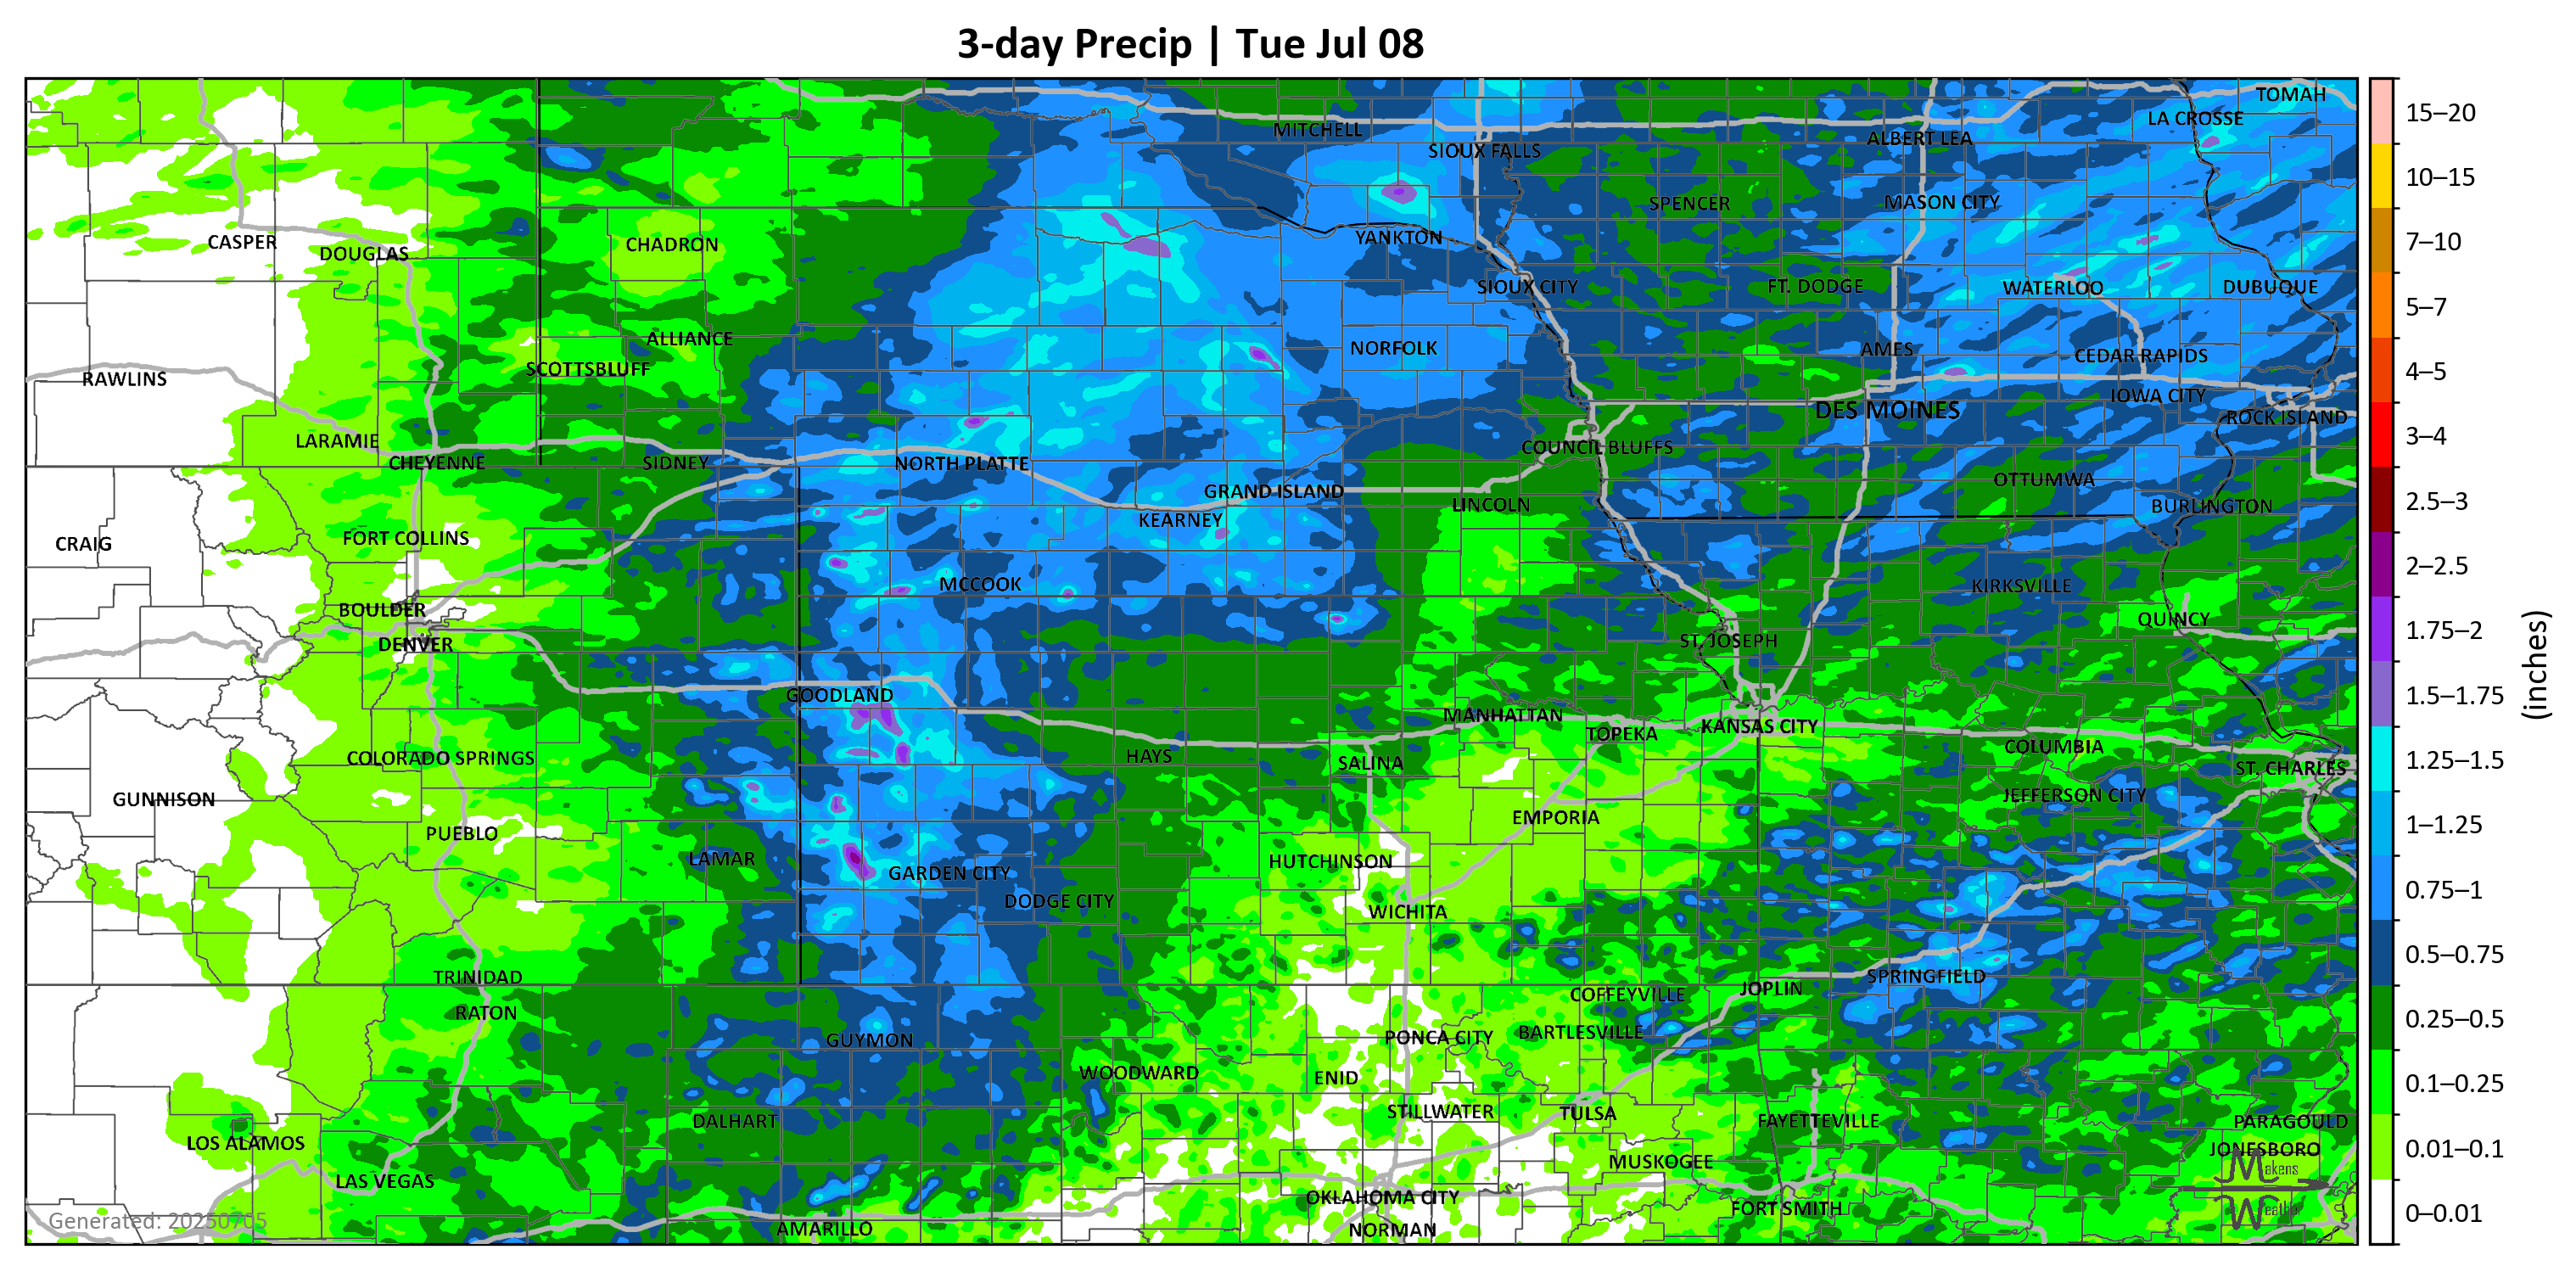 3-day Precip | Tue Jul 08
TOMAH
LA CROSSE
MITCHELL
ALBERT LEA
SIOUX FALLS
MASON CITY
SPENCER
YANKTON
CASPER
CHADRON
DOUGLAS
SIOUX CITY
FT. DODGE
WATERLOO
DUBUQUE
ALLIANCE
NORFOLK
AMES
CEDAR RAPIDS
SCOTTSBLUFF
RAWLINS
IOWA CITY
DES MOINES
ROCK ISLAND
LARAMIE
COUNCIL BLUFFS
CHEYENNE
SIDNEY
NORTH PLATTE
OTTUMWA
GRAND ISLAND
LINCOLN
BURLINGTON
KEARNEY
FORT COLLINS
CRAIG
MCCOOK
KIRKSVILLE
BOULDER
QUINCY
DENVER
ST. JOSEPH
GOODLAND
MANHATTAN
TOPEKA
KANSAS CITY
COLUMBIA
COLORADO SPRINGS
HAYS
SALINA
ST. CHARLES
GUNNISON
JEFFERSON CITY
EMPORIA
PUEBLO
LAMAR
HUTCHINSON
GARDEN CITY
DODGE CITY
WICHITA
TRINIDAD
SPRINGFIELD
JOPLIN
COFFEYVILLE
RATON
BARTLESVILLE
PONCA CITY
GUYMON
WOODWARD
ENID
STILLWATER
TULSA
DALHART
FAYETTEVILLE
PARAGOULD
LOS ALAMOS
JONESBORO
MUSKOGEE
LAS VEGAS
OKLAHOMA CITY
FORT SMITH
AMARILLO
NORMAN
Generated: 20250705
Makens
Weather
15–20
10–15
7–10
5–7
4–5
3–4
2.5–3
2–2.5
1.75–2
1.5–1.75
1.25–1.5
1–1.25
0.75–1
0.5–0.75
0.25–0.5
0.1–0.25
0.01–0.1
0–0.01
(inches)